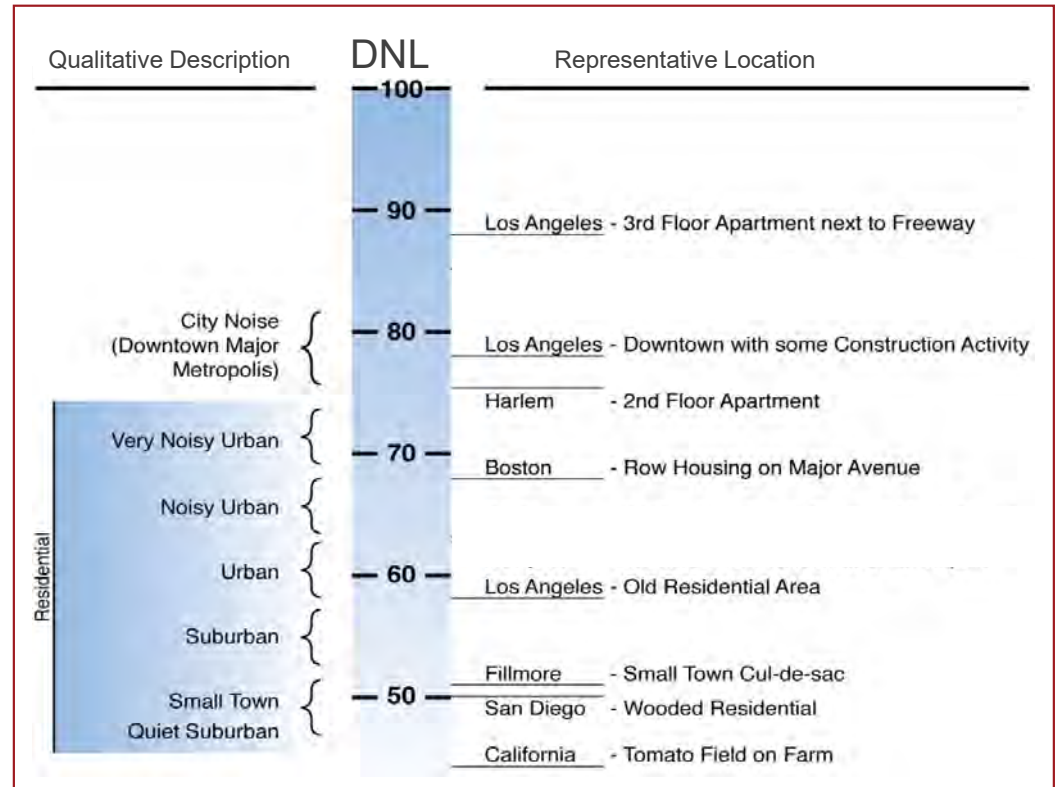 Qualitative Description DNL Representative Location
100
90
Los Angeles - 3rd Floor Apartment next to Freeway
City Noise
(Downtown Major
Metropolis)
80
Los Angeles - Downtown with some Construction Activity
Harlem - 2nd Floor Apartment
Very Noisy Urban
70
Boston - Row Housing on Major Avenue
Noisy Urban
Urban
60
Los Angeles - Old Residential Area
Residential
Suburban
Fillmore - Small Town Cul-de-sac
Small Town
Quiet Suburban
50
San Diego - Wooded Residential
California - Tomato Field on Farm